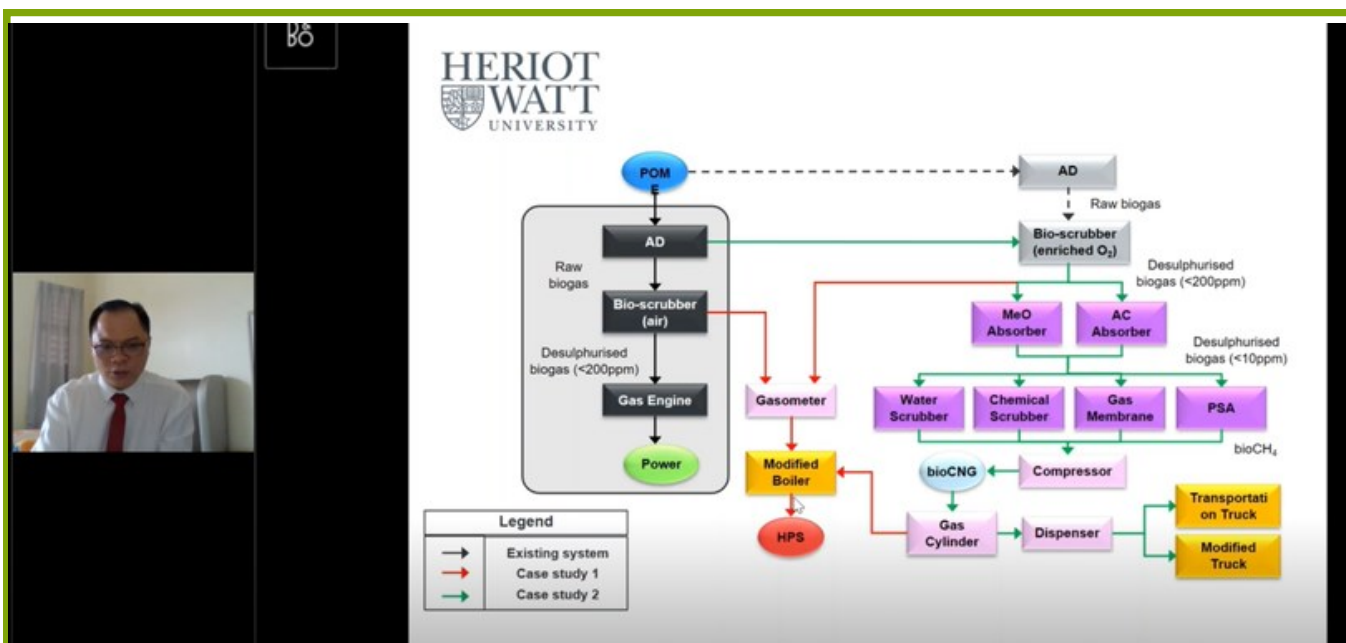 HERIOT
WATT
UNIVERSITY
POM
E
AD
AD
Raw biogas
Bio-scrubber
(enriched O₂)
Raw
biogas
Desulphurised
biogas (<200ppm)
Bio-scrubber
(air)
MeO
Absorber
AC
Absorber
Desulphurised
biogas (<10ppm)
Desulphurised
biogas (<200ppm)
Gas Engine
Gasometer
Water
Scrubber
Chemical
Scrubber
Gas
Membrane
PSA
bioCH₄
Power
Modified
Boiler
bioCNG
Compressor
Transportati
on Truck
HPS
Gas
Cylinder
Dispenser
Modified
Truck
Legend
Existing system
Case study 1
Case study 2